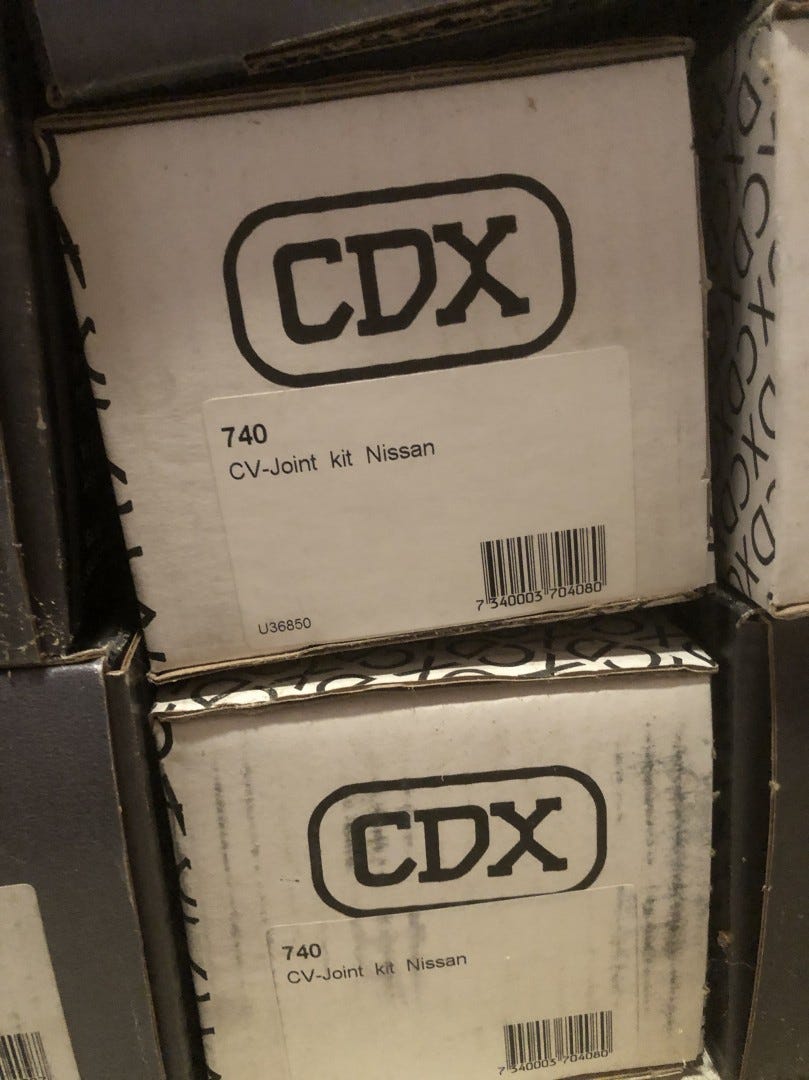 CDX
740
CV-Joint kit Nissan
7 340003 704080
U36850
CDX
740
CV-Joint kit Nissan
7 340003 704080